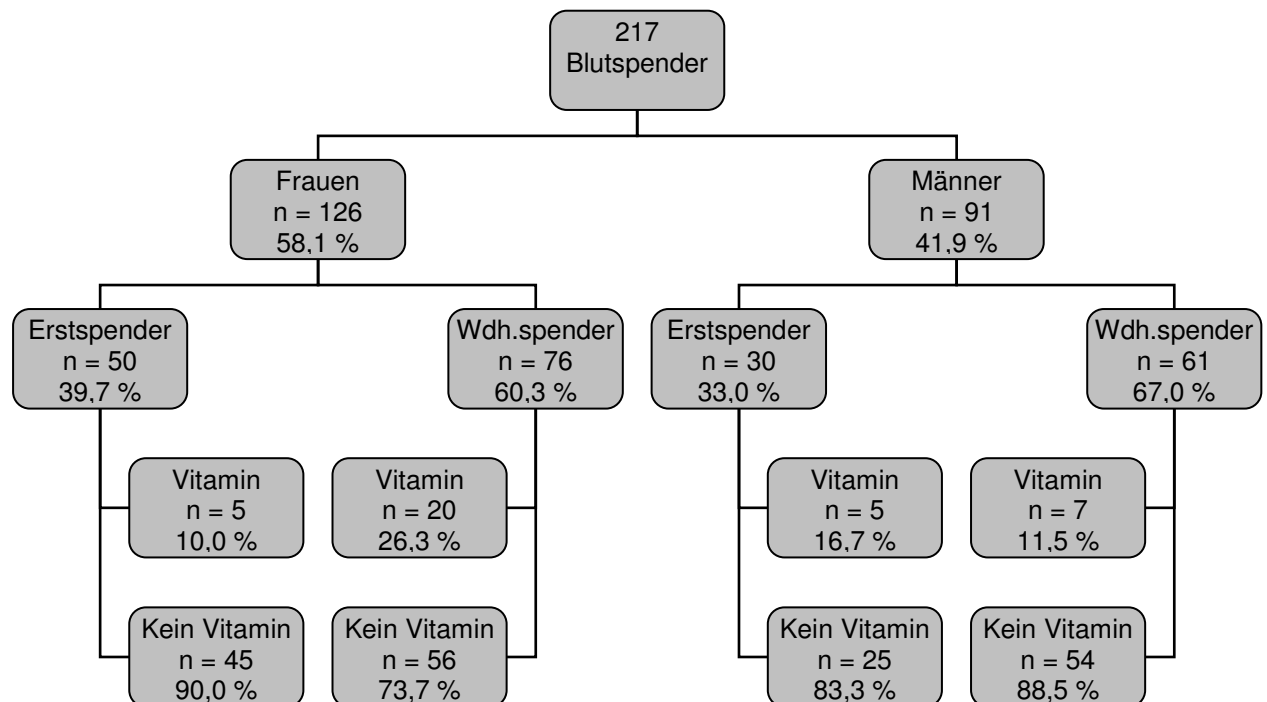 217
Blutspender
Frauen
n = 126
58,1 %
Männer
n = 91
41,9 %
Erstspender
n = 50
39,7 %
Wdh.spender
n = 76
60,3 %
Erstspender
n = 30
33,0 %
Wdh.spender
n = 61
67,0 %
Vitamin
n = 5
10,0 %
Vitamin
n = 20
26,3 %
Vitamin
n = 5
16,7 %
Vitamin
n = 7
11,5 %
Kein Vitamin
n = 45
90,0 %
Kein Vitamin
n = 56
73,7 %
Kein Vitamin
n = 25
83,3 %
Kein Vitamin
n = 54
88,5 %